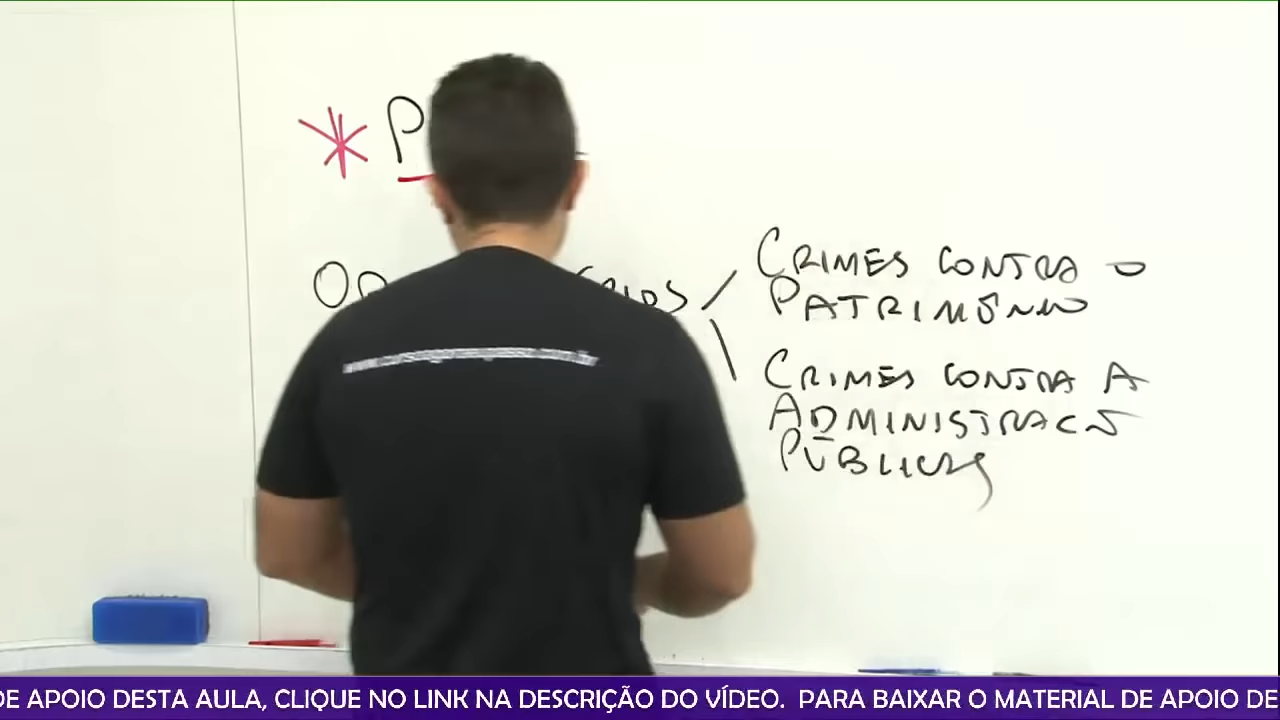 CRIMES CONTRA O
PATRIMÔNIO
CRIMES CONTRA A
ADMINISTRAÇÃO
PÚBLICA
DE APOIO DESTA AULA, CLIQUE NO LINK NA DESCRIÇÃO DO VÍDEO. PARA BAIXAR O MATERIAL DE APOIO DE